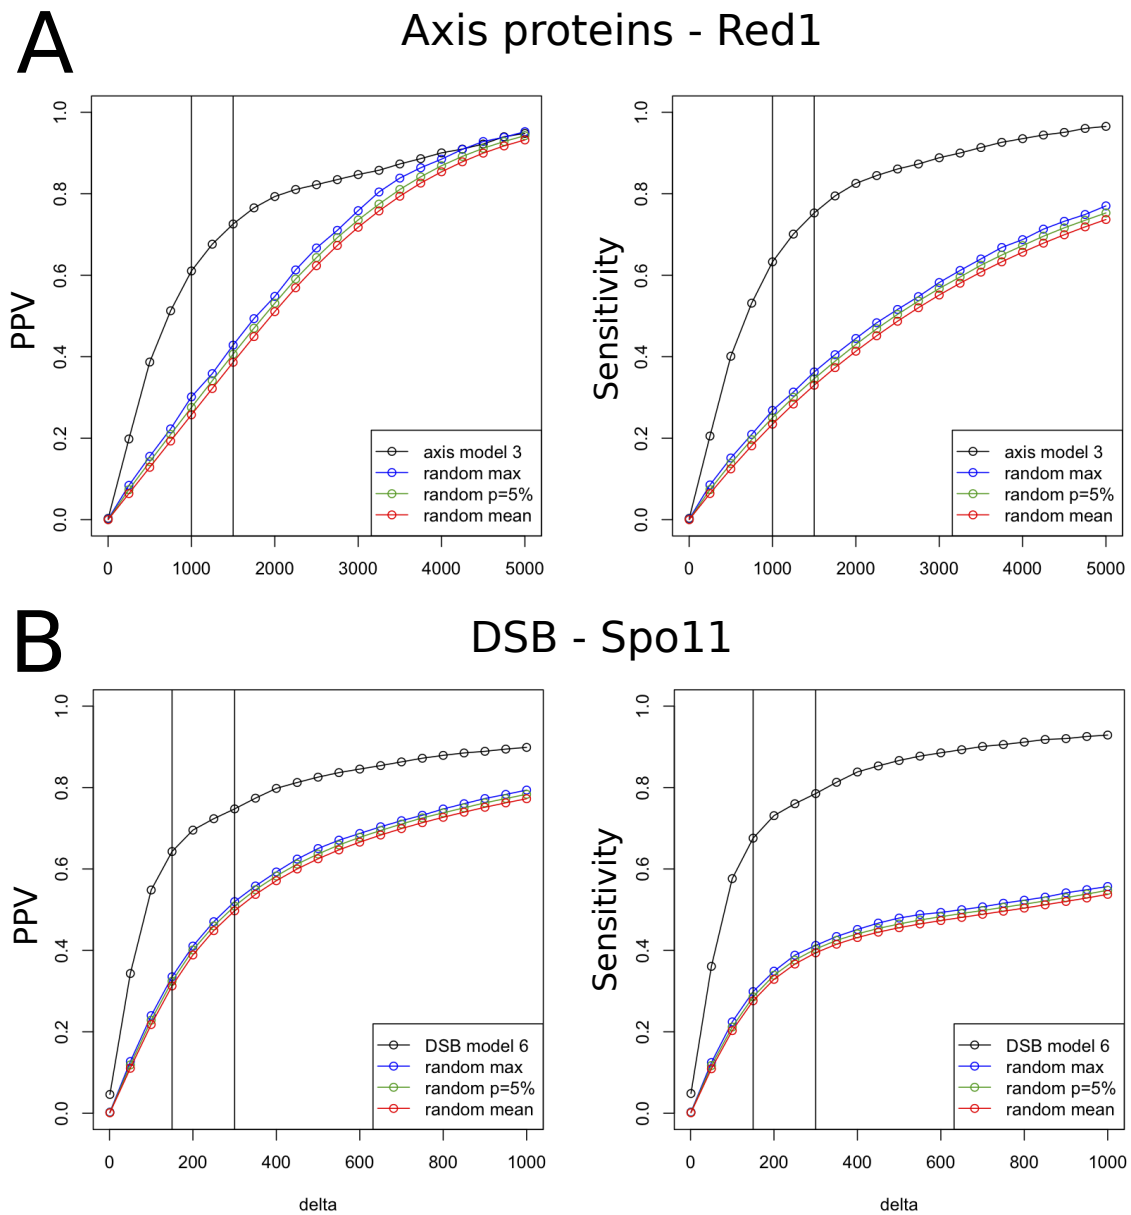 A
Axis proteins - Red1
PPV
0.0 0.2 0.4 0.6 0.8 1.0
0 1000 2000 3000 4000 5000
axis model 3
random max
random p=5%
random mean
Sensitivity
0.0 0.2 0.4 0.6 0.8 1.0
0 1000 2000 3000 4000 5000
axis model 3
random max
random p=5%
random mean
B
DSB - Spo11
PPV
0.0 0.2 0.4 0.6 0.8 1.0
0 200 400 600 800 1000
delta
DSB model 6
random max
random p=5%
random mean
Sensitivity
0.0 0.2 0.4 0.6 0.8 1.0
0 200 400 600 800 1000
delta
DSB model 6
random max
random p=5%
random mean